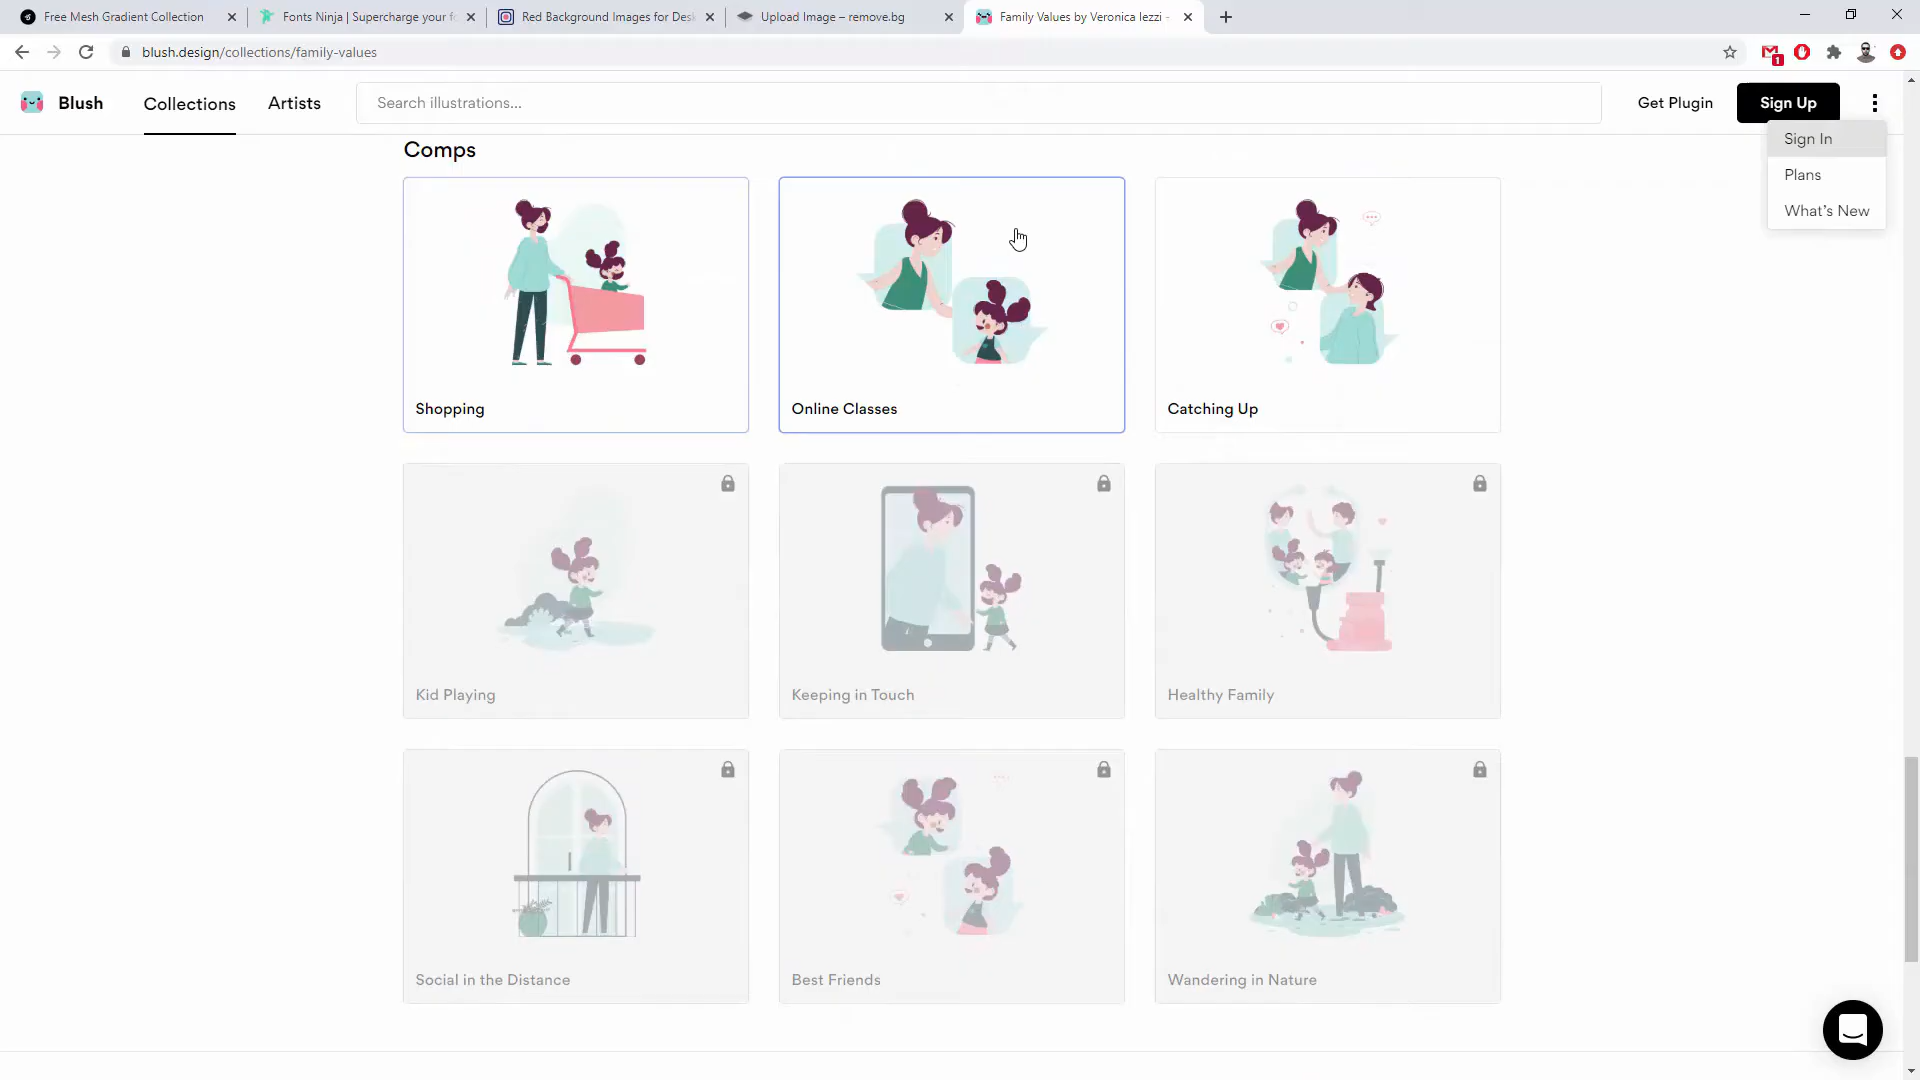 Free Mesh Gradient Collection
Fonts Ninja | Supercharge your fo
Red Background Images for Desi
Upload Image – remove.bg
Family Values by Veronica Iezzi -
blush.design/collections/family-values
1
Blush
Collections
Artists
Search illustrations...
Get Plugin
Sign Up
Sign In
Plans
What's New
Comps
Shopping
Online Classes
Catching Up
Kid Playing
Keeping in Touch
Healthy Family
Social in the Distance
Best Friends
Wandering in Nature